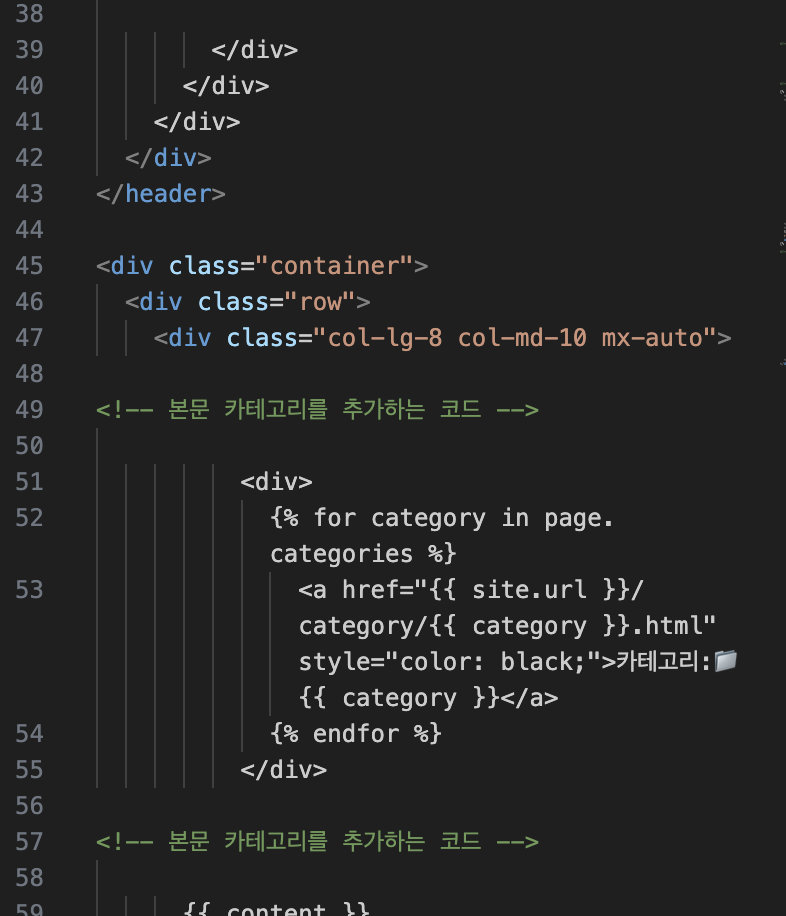 38
39 </div>
40 </div>
41 </div>
42 </div>
43 </header>
44
45 <div class="container">
46 <div class="row">
47 <div class="col-lg-8 col-md-10 mx-auto">
48
49 <!-- 본문 카테고리를 추가하는 코드 -->
50
51 <div>
52 {% for category in page.
categories %}
53 <a href="{{ site.url }}/
category/{{ category }}.html"
style="color: black;">카테고리:📁
{{ category }}</a>
54 {% endfor %}
55 </div>
56
57 <!-- 본문 카테고리를 추가하는 코드 -->
58
59 {{ content }}